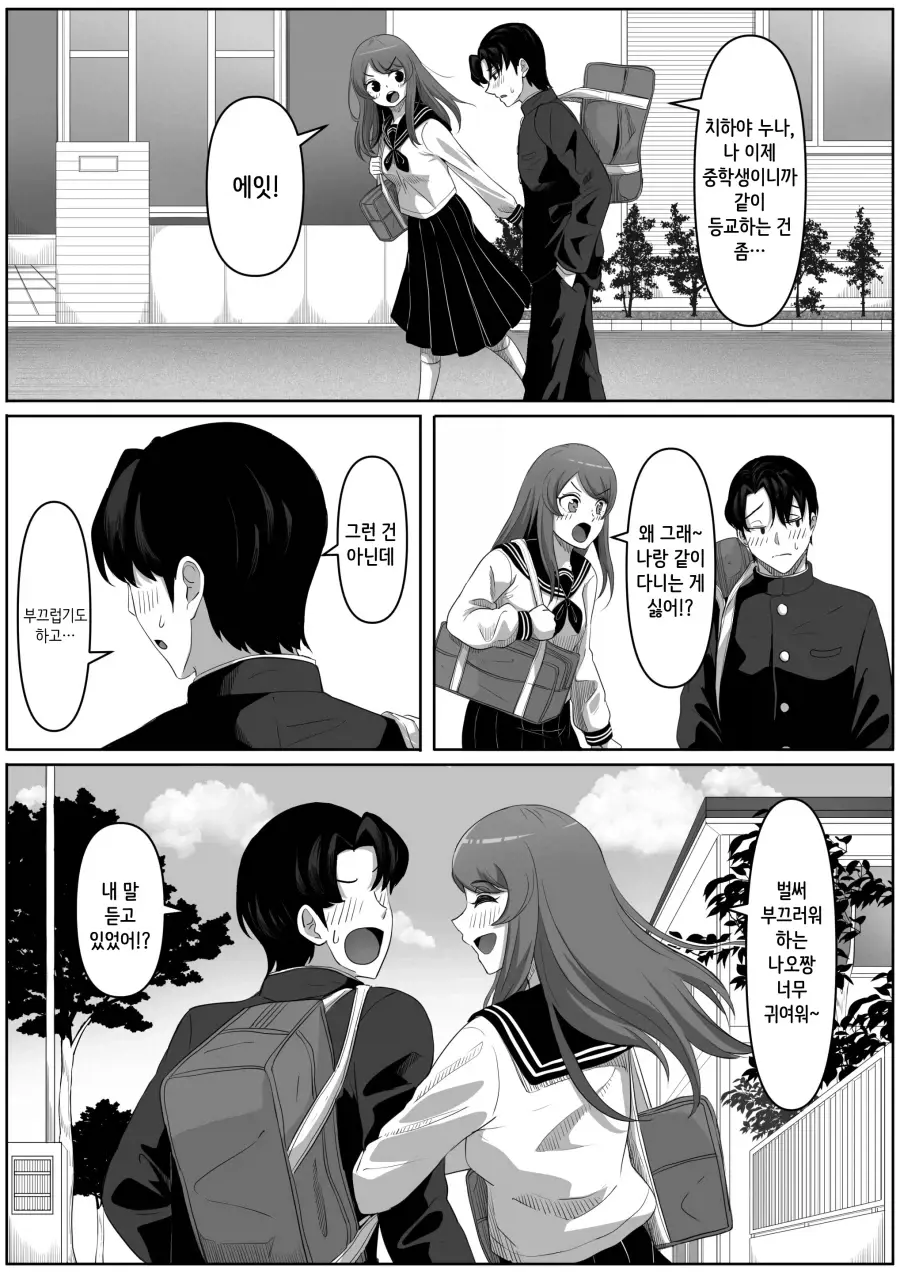 치하야 누나,
나 이제
중학생이니까
같이
등교하는 건
좀…
에잇!
왜 그래~
나랑 같이
다니는 게
싫어!?
그런 건
아닌데
부끄럽기도
하고…
벌써
부끄러워
하는
나오짱
너무
귀여워~
내 말
듣고
있었어!?